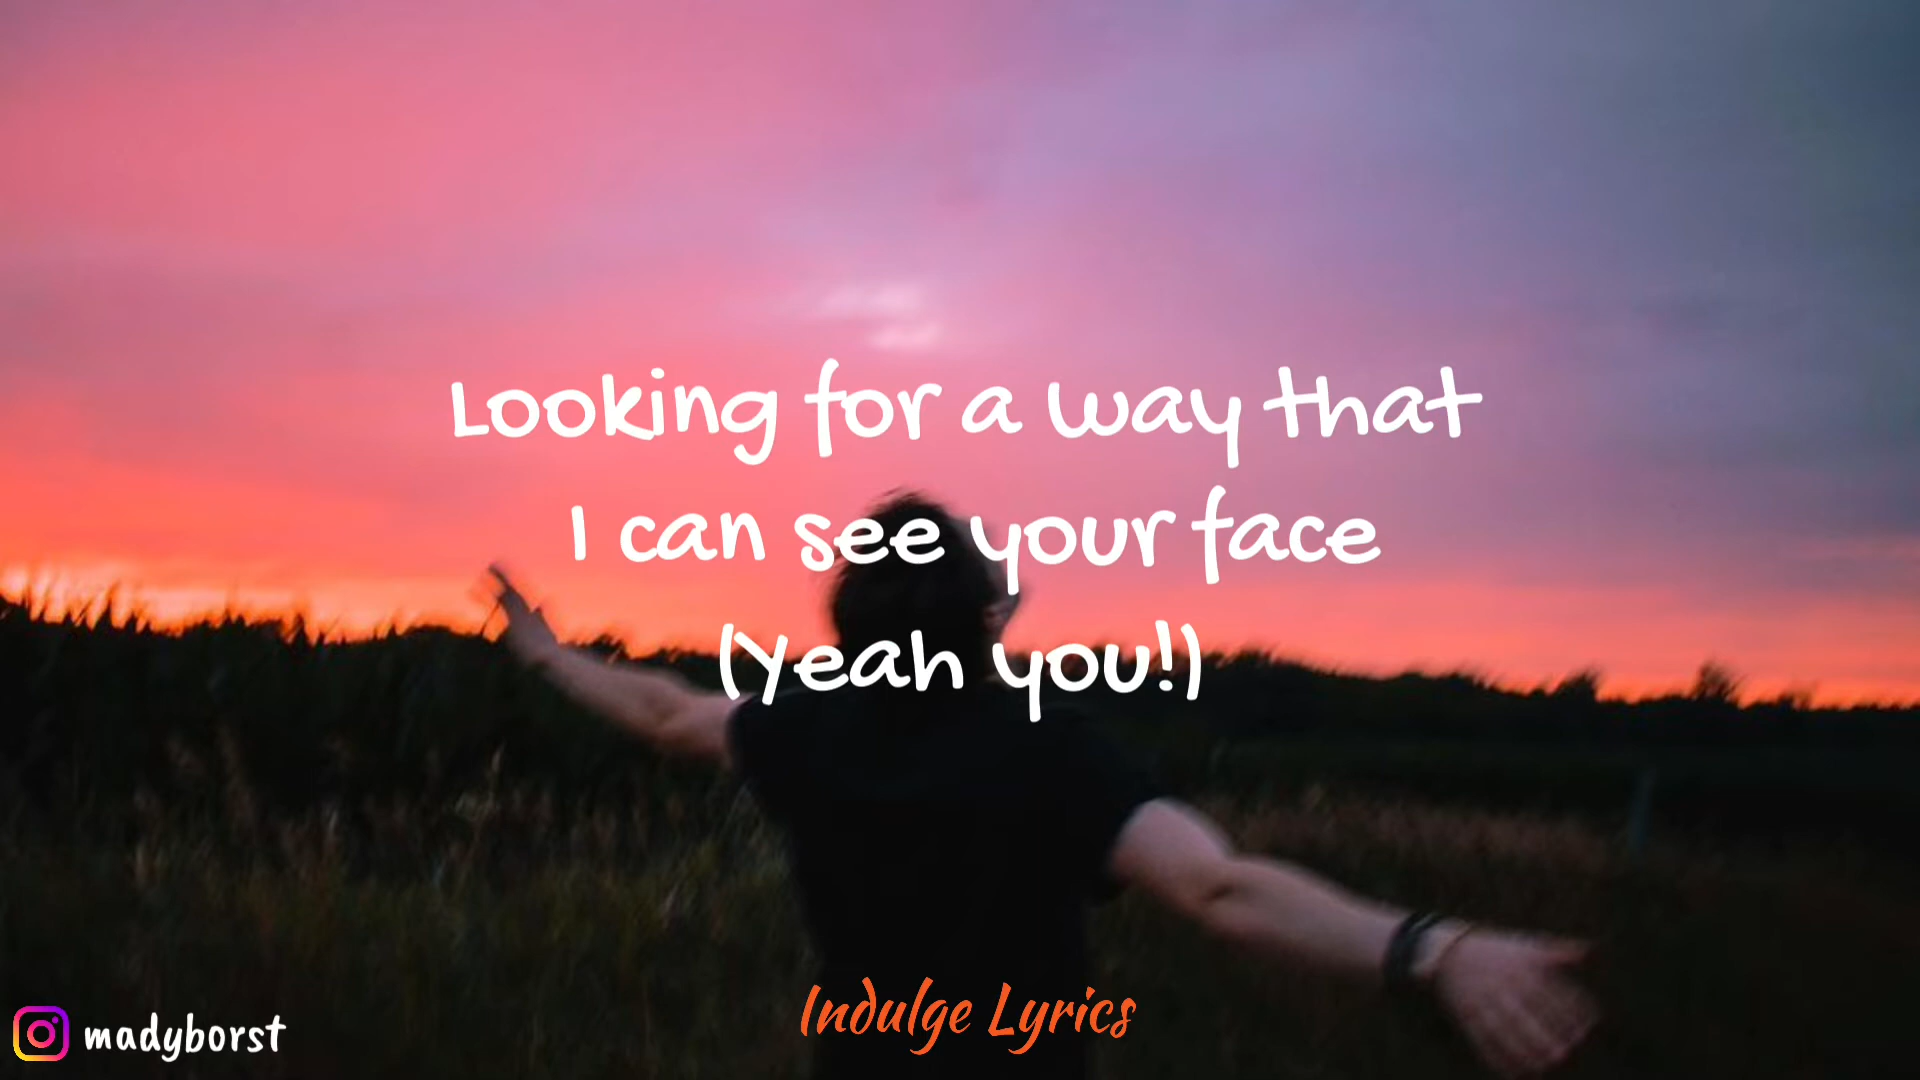 Looking for a way that
I can see your face
(Yeah you!)
Indulge Lyrics
madyborst